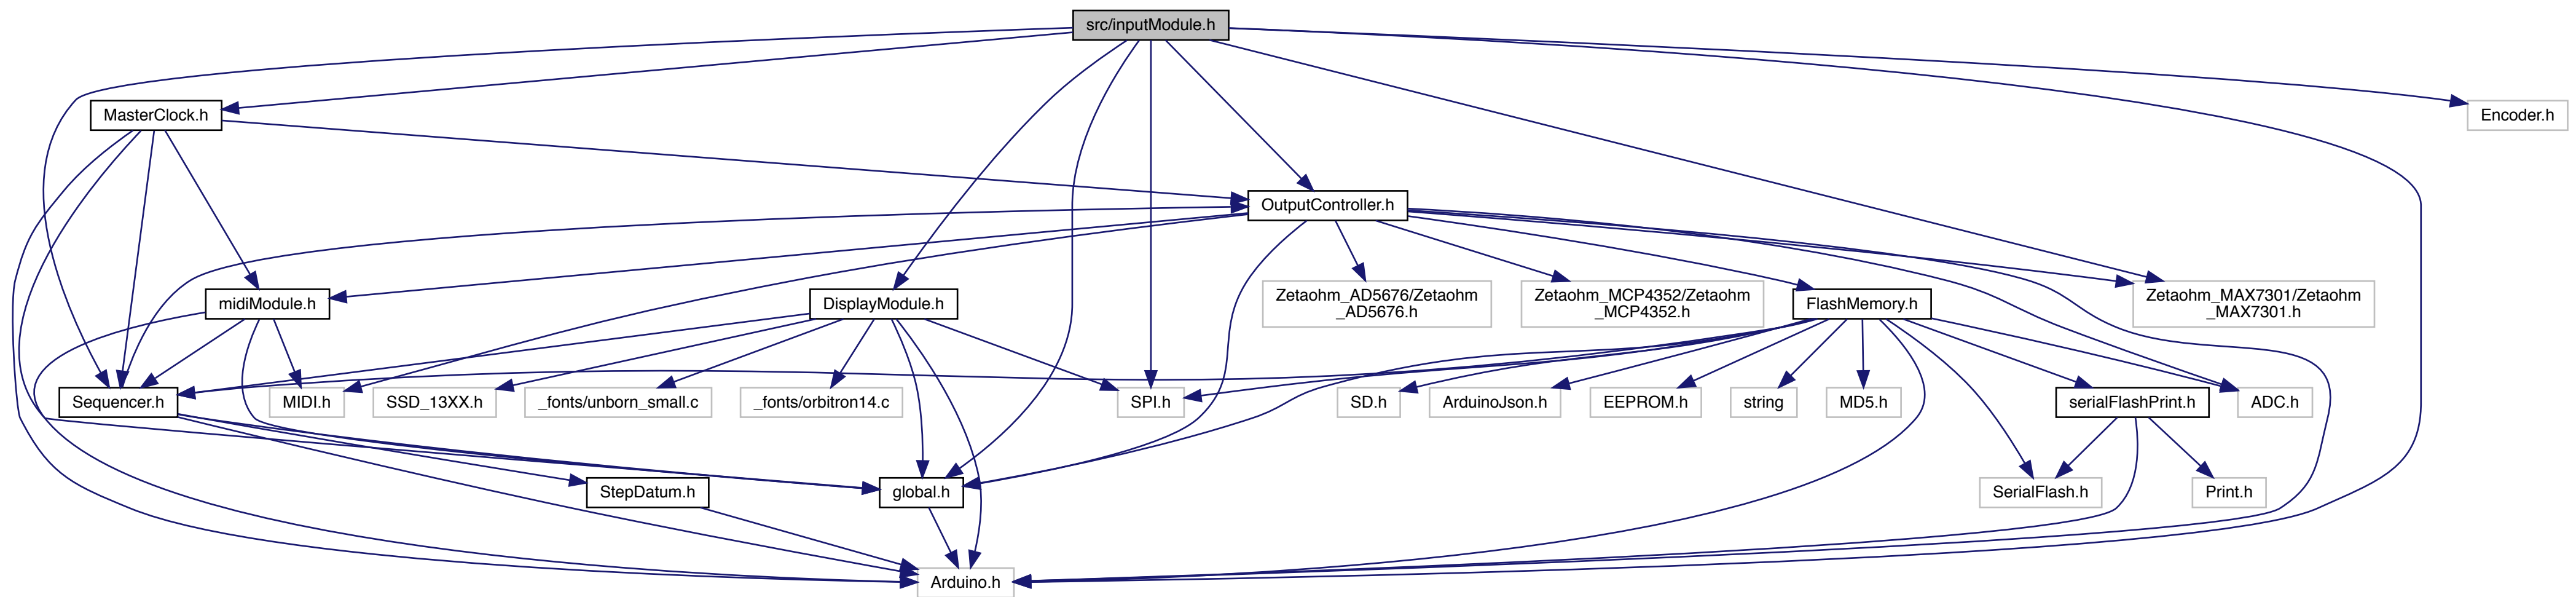 src/inputModule.h
MasterClock.h
Encoder.h
OutputController.h
midiModule.h
DisplayModule.h
Zetaohm_AD5676/Zetaohm
_AD5676.h
Zetaohm_MCP4352/Zetaohm
_MCP4352.h
FlashMemory.h
Zetaohm_MAX7301/Zetaohm
_MAX7301.h
Sequencer.h
MIDI.h
SSD_13XX.h
_fonts/unborn_small.c
_fonts/orbitron14.c
SPI.h
SD.h
ArduinoJson.h
EEPROM.h
string
MD5.h
serialFlashPrint.h
ADC.h
StepDatum.h
global.h
SerialFlash.h
Print.h
Arduino.h